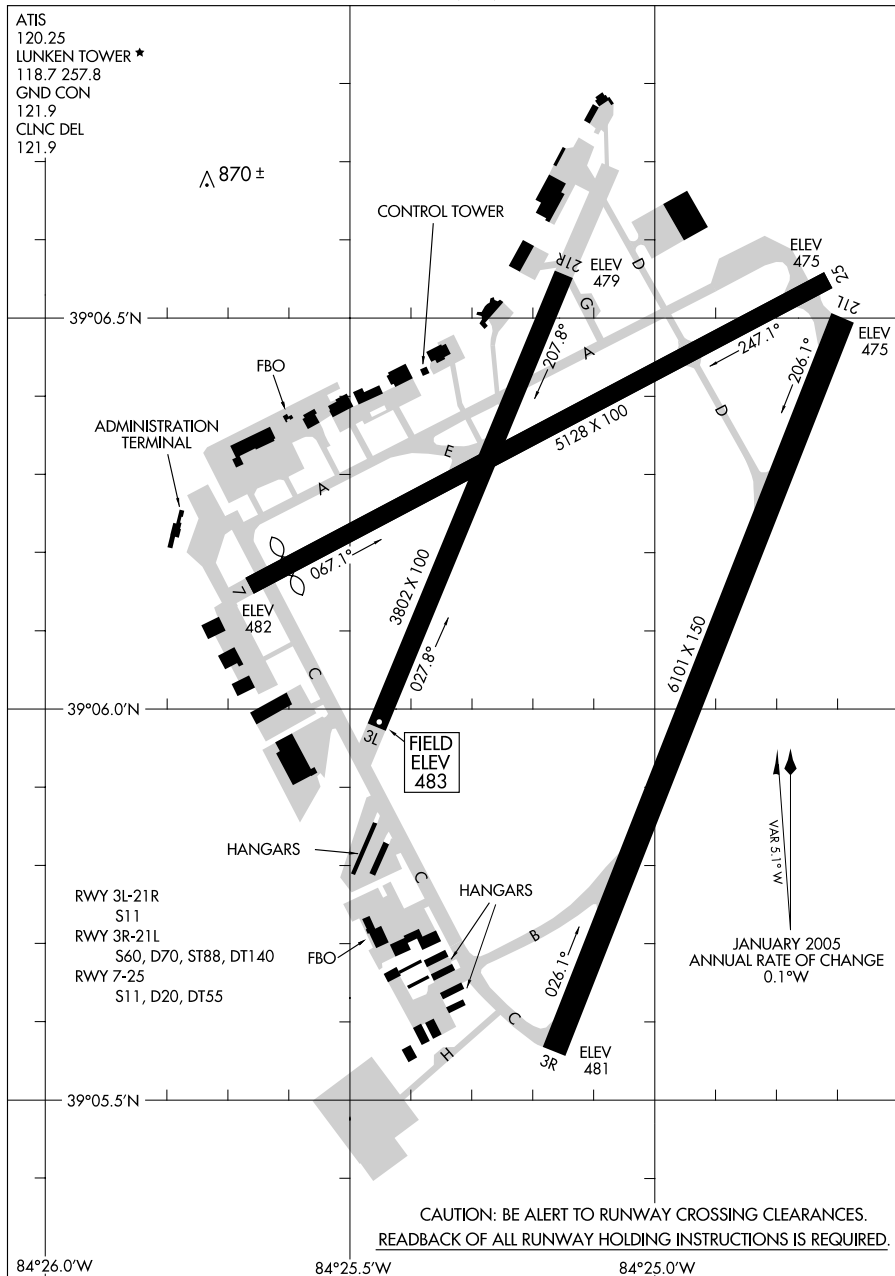 ATIS
120.25
LUNKEN TOWER ★
118.7 257.8
GND CON
121.9
CLNC DEL
121.9
870 ±
CONTROL TOWER
21R
ELEV
479
D
ELEV
475
25
21L
ELEV
475
G
39°06.5'N
207.8°
A
247.1°
206.1°
FBO
D
5128 X 100
ADMINISTRATION
TERMINAL
E
A
067.1°
7
ELEV
482
3802 X 100
027.8°
6101 X 150
C
39°06.0'N
3L
FIELD
ELEV
483
VAR 5.1° W
HANGARS
C
HANGARS
RWY 3L-21R
S11
RWY 3R-21L
S60, D70, ST88, DT140
RWY 7-25
S11, D20, DT55
FBO
B
026.1°
JANUARY 2005
ANNUAL RATE OF CHANGE
0.1°W
C
H
3R
ELEV
481
39°05.5'N
CAUTION: BE ALERT TO RUNWAY CROSSING CLEARANCES.
READBACK OF ALL RUNWAY HOLDING INSTRUCTIONS IS REQUIRED.
84°26.0'W
84°25.5'W
84°25.0'W